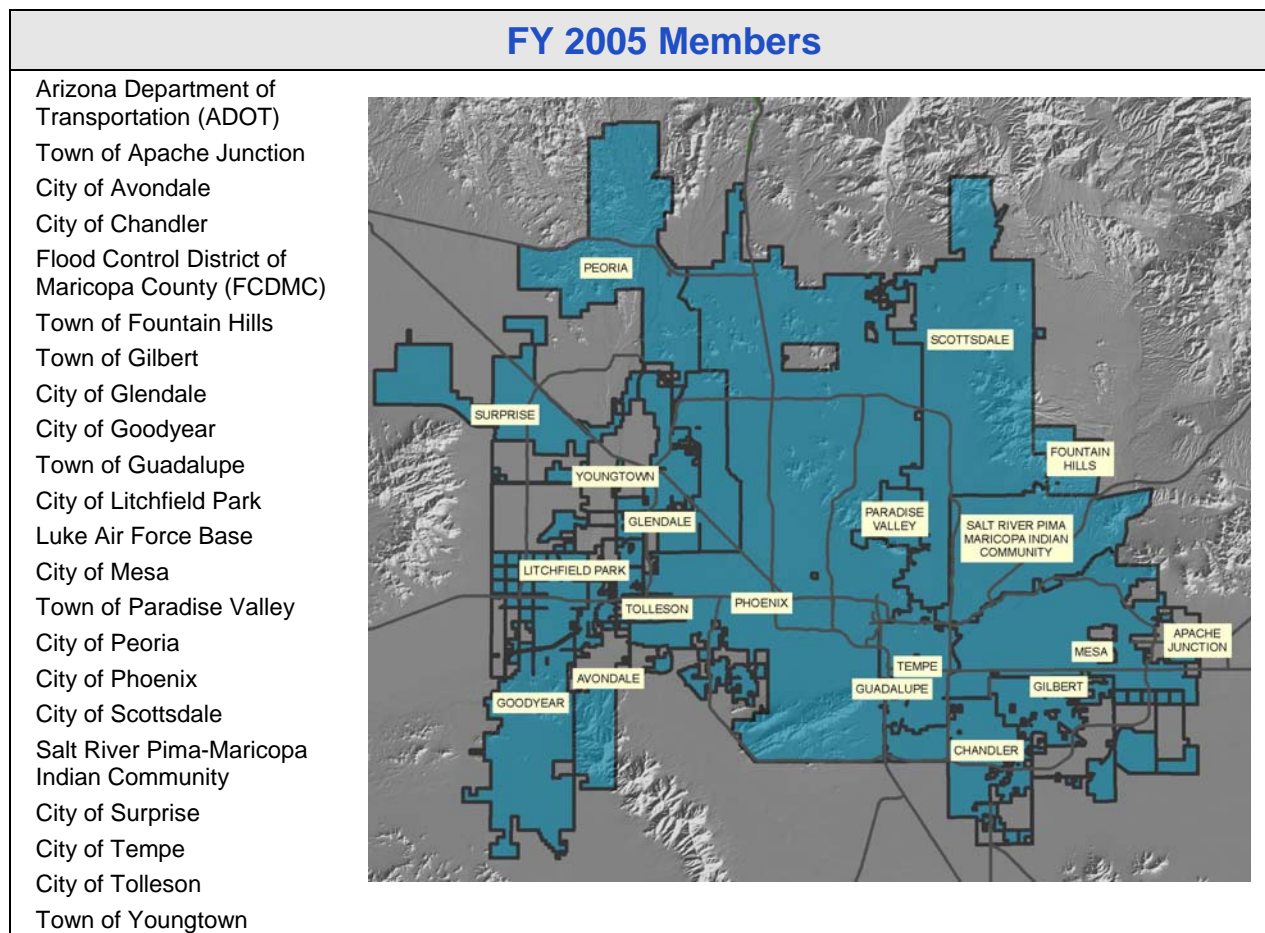 FY 2005 Members
Arizona Department of
Transportation (ADOT)
Town of Apache Junction
City of Avondale
City of Chandler
Flood Control District of
Maricopa County (FCDMC)
Town of Fountain Hills
Town of Gilbert
City of Glendale
City of Goodyear
Town of Guadalupe
City of Litchfield Park
Luke Air Force Base
City of Mesa
Town of Paradise Valley
City of Peoria
City of Phoenix
City of Scottsdale
Salt River Pima-Maricopa
Indian Community
City of Surprise
City of Tempe
City of Tolleson
Town of Youngtown
PEORIA
SCOTTSDALE
SURPRISE
FOUNTAIN
HILLS
YOUNGTOWN
GLENDALE
PARADISE
VALLEY
SALT RIVER PIMA
MARICOPA INDIAN
COMMUNITY
LITCHFIELD PARK
TOLLESON
PHOENIX
APACHE
JUNCTION
MESA
TEMPE
AVONDALE
GUADALUPE
GILBERT
GOODYEAR
CHANDLER